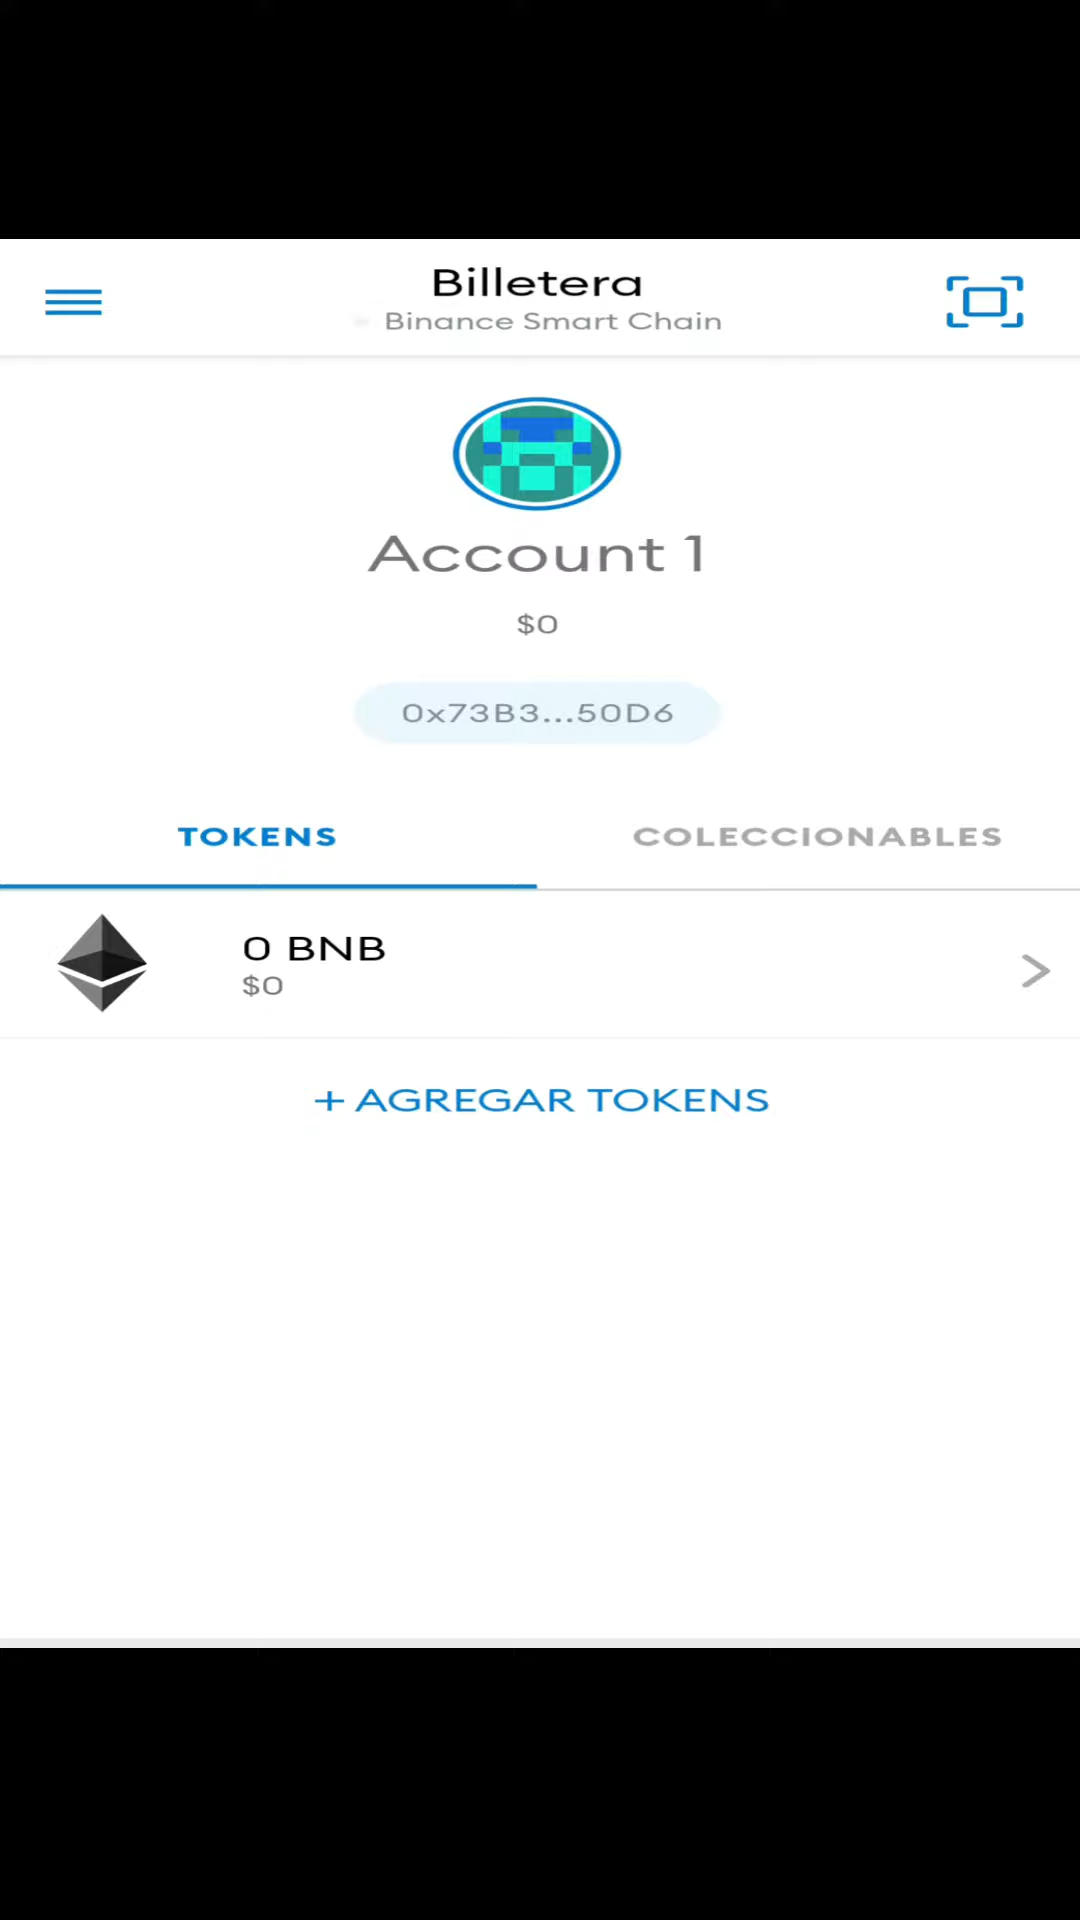 Billetera
Binance Smart Chain
Account 1
$0
0x73B3...50D6
TOKENS
COLECCIONABLES
0 BNB
$0
+ AGREGAR TOKENS